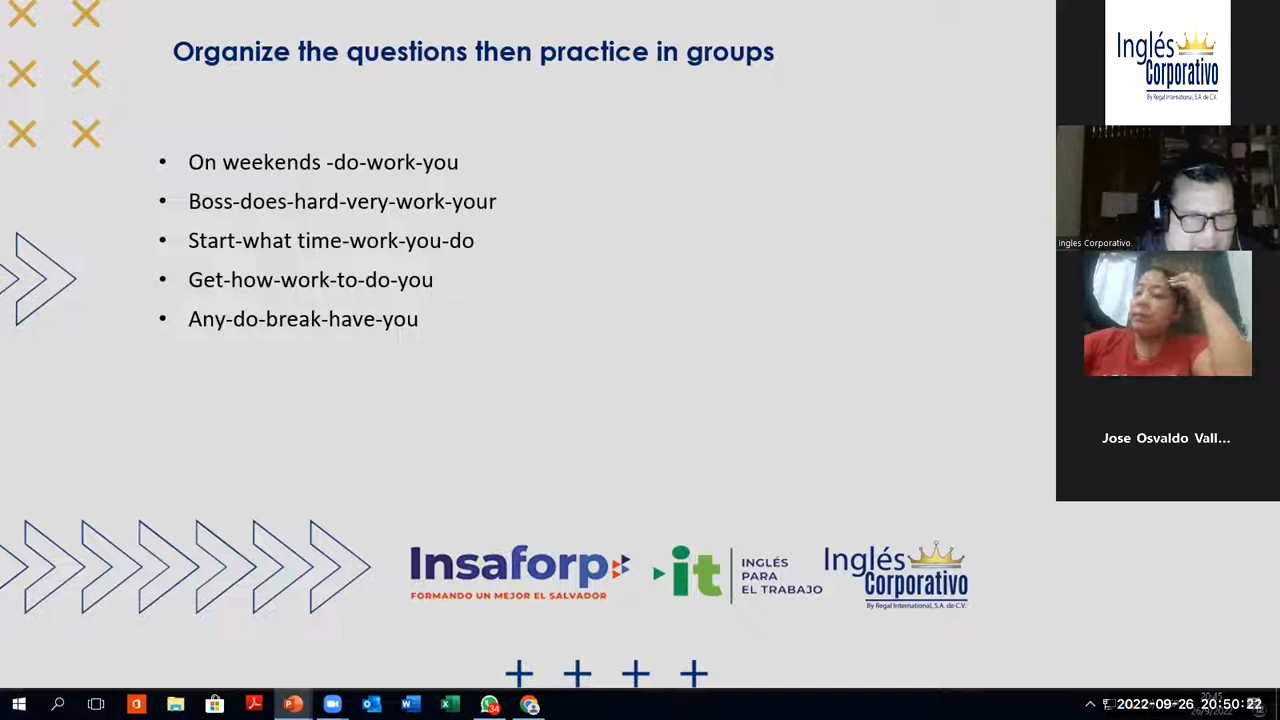 Organize the questions then practice in groups
• On weekends -do-work-you
• Boss-does-hard-very-work-your
• Start-what time-work-you-do
• Get-how-work-to-do-you
• Any-do-break-have-you
Insaforp
FORMANDO UN MEJOR EL SALVADOR
it
INGLÉS
PARA
EL TRABAJO
Inglés
Corporativo
By Regal International, S.A. de C.V.
Inglés
Corporativo
By Regal International, S.A. de C.V.
Ingles Corporativo
Jose Osvaldo Vall...
34
20:45
2022-09-26 20:50:22